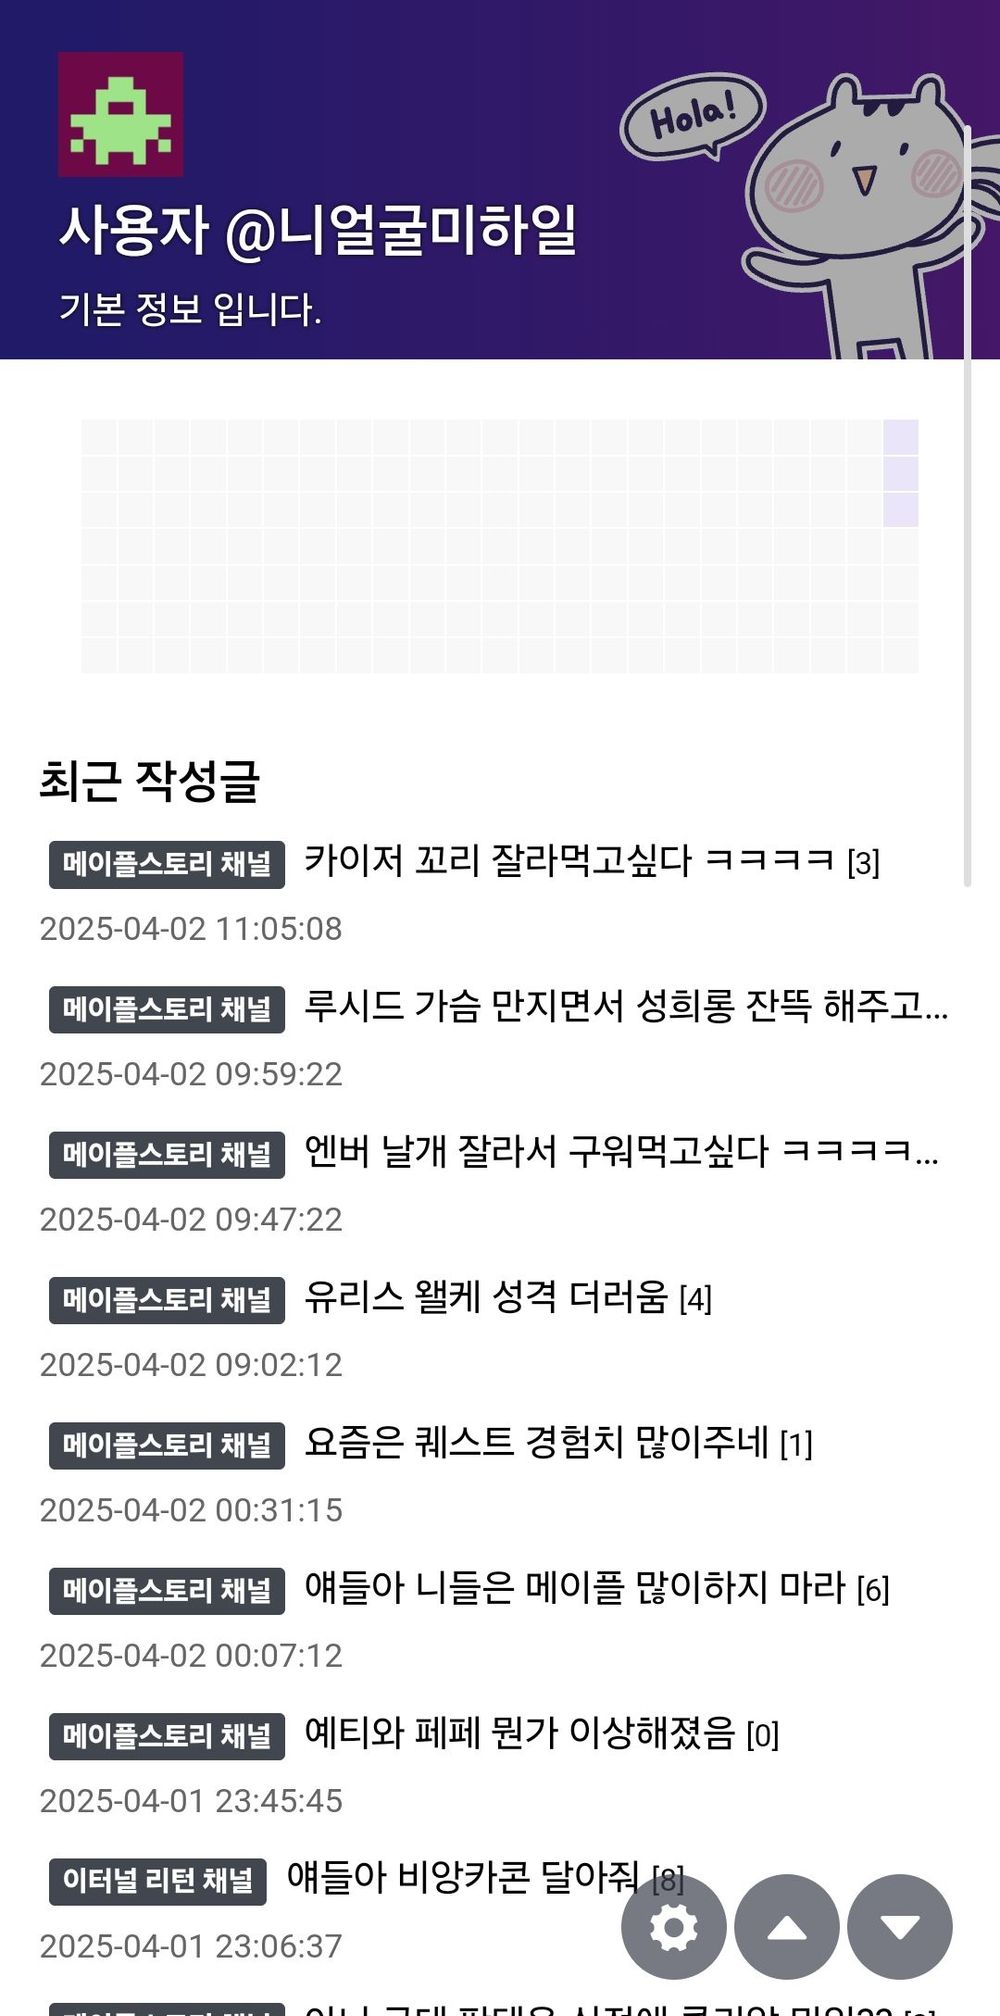 Hola!
사용자 @니얼굴미하일
기본 정보 입니다.
최근 작성글
메이플스토리 채널 카이저 꼬리 잘라먹고싶다 ㅋㅋㅋㅋ [3]
2025-04-02 11:05:08
메이플스토리 채널 루시드 가슴 만지면서 성희롱 잔뜩 해주고...
2025-04-02 09:59:22
메이플스토리 채널 엔버 날개 잘라서 구워먹고싶다 ㅋㅋㅋㅋ...
2025-04-02 09:47:22
메이플스토리 채널 유리스 왤케 성격 더러움 [4]
2025-04-02 09:02:12
메이플스토리 채널 요즘은 퀘스트 경험치 많이주네 [1]
2025-04-02 00:31:15
메이플스토리 채널 얘들아 니들은 메이플 많이하지 마라 [6]
2025-04-02 00:07:12
메이플스토리 채널 예티와 페페 뭔가 이상해졌음 [0]
2025-04-01 23:45:45
이터널 리턴 채널 얘들아 비앙카콘 달아줘 [8]
2025-04-01 23:06:37